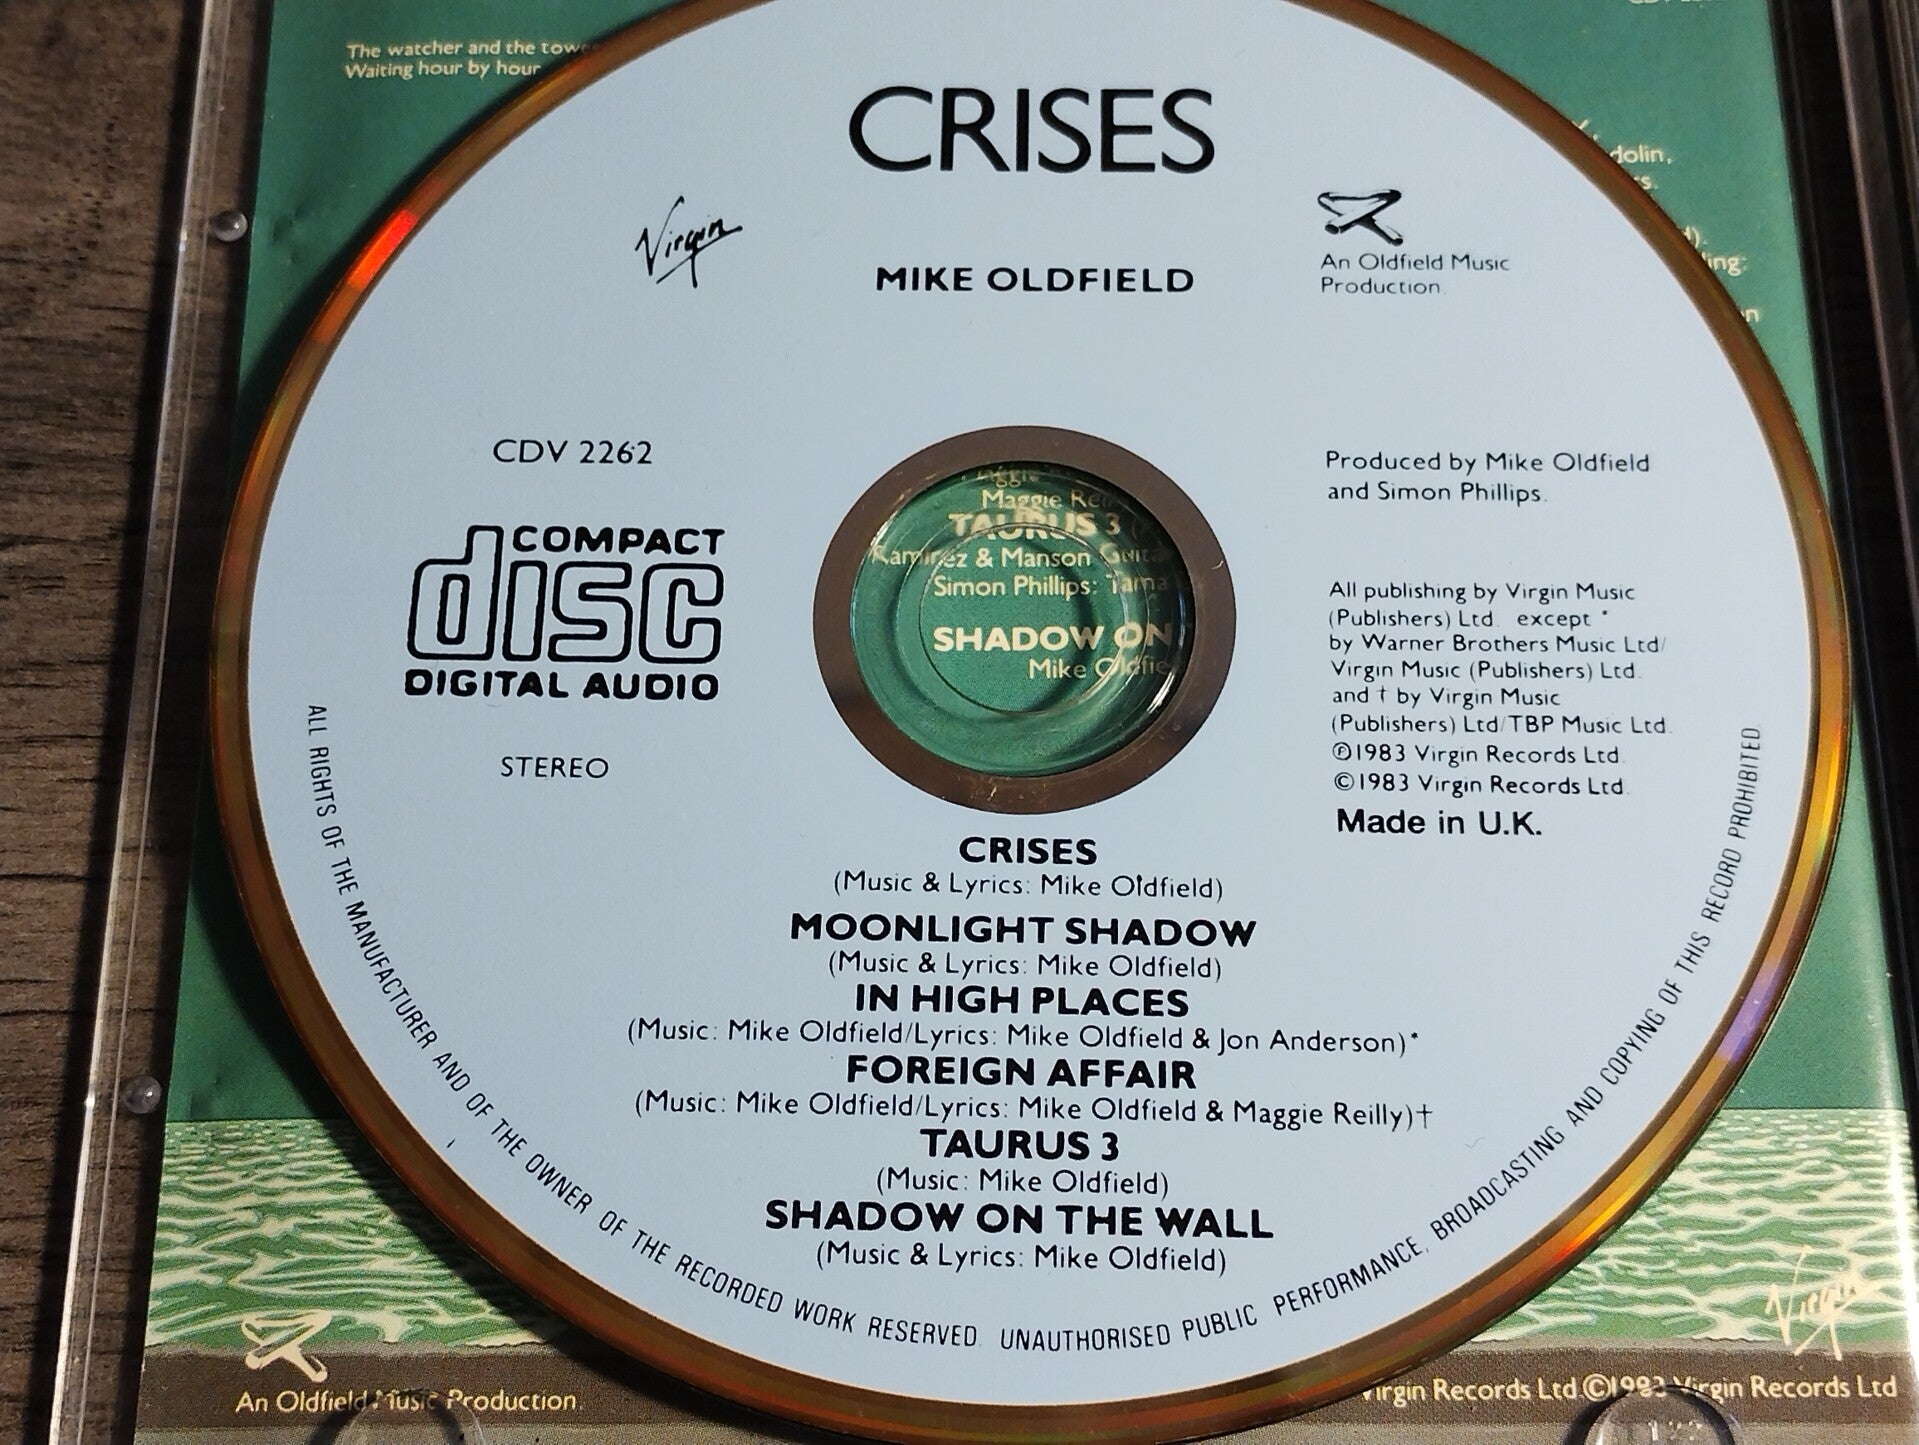 The watcher and the
Waiting hour by hour
CRISES
Virgin
MIKE OLDFIELD
An Oldfield Music
Production.
CDV 2262
COMPACT
disc
DIGITAL AUDIO
STEREO
Produced by Mike Oldfield
and Simon Phillips.
All publishing by Virgin Music
(Publishers) Ltd. except *
by Warner Brothers Music Ltd/
Virgin Music (Publishers) Ltd.
and † by Virgin Music
(Publishers) Ltd/TBP Music Ltd.
℗1983 Virgin Records Ltd.
©1983 Virgin Records Ltd.
Made in U.K.
Maggie
TAURUS 3
& Manson
Simon Phillips:
SHADOW ON
Mike
CRISES
(Music & Lyrics: Mike Oldfield)
MOONLIGHT SHADOW
(Music & Lyrics: Mike Oldfield)
IN HIGH PLACES
(Music: Mike Oldfield/Lyrics: Mike Oldfield & Jon Anderson)*
FOREIGN AFFAIR
(Music: Mike Oldfield/Lyrics: Mike Oldfield & Maggie Reilly)†
TAURUS 3
(Music: Mike Oldfield)
SHADOW ON THE WALL
(Music & Lyrics: Mike Oldfield)
ALL RIGHTS OF THE MANUFACTURER AND OF THE OWNER OF THE RECORDED WORK RESERVED. UNAUTHORISED PUBLIC PERFORMANCE, BROADCASTING AND COPYING OF THIS RECORD PROHIBITED.
Virgin
An Oldfield Music Production.
Virgin Records Ltd.©1983 Virgin Records Ltd